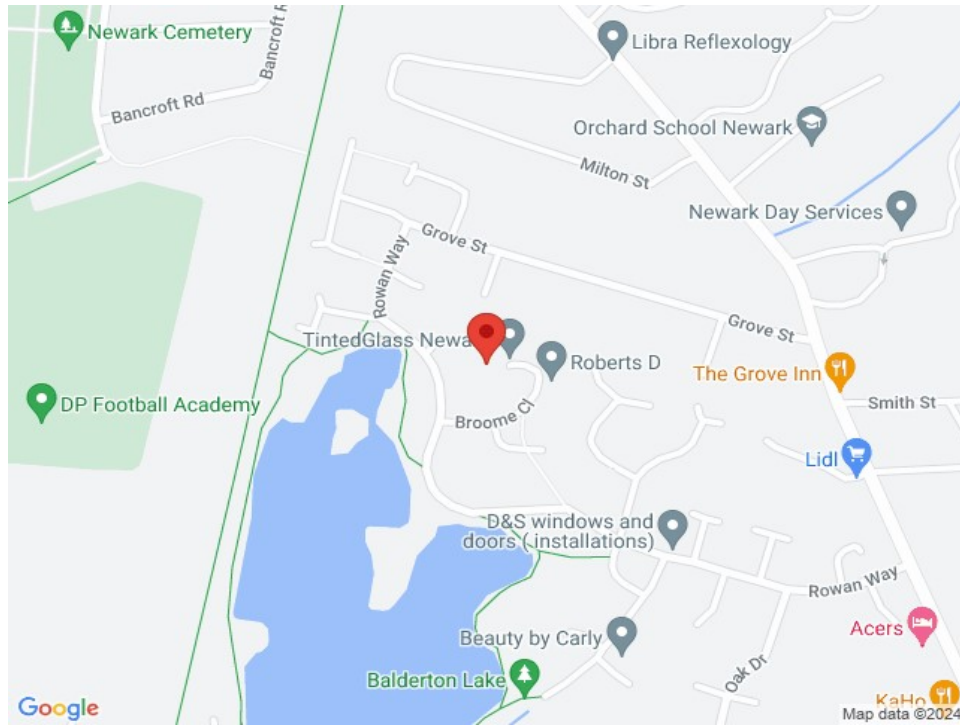 Newark Cemetery
Bancroft Rd
Bancroft R
Libra Reflexology
Orchard School Newark
Milton St
Newark Day Services
Grove St
Rowan Way
Grove St
TintedGlass Newa
Roberts D
The Grove Inn
Smith St
DP Football Academy
Broome Cl
Lidl
D&S windows and
doors ( installations)
Rowan Way
Acers
Beauty by Carly
Oak Dr
Balderton Lake
KaHo
Google
Map data ©2024